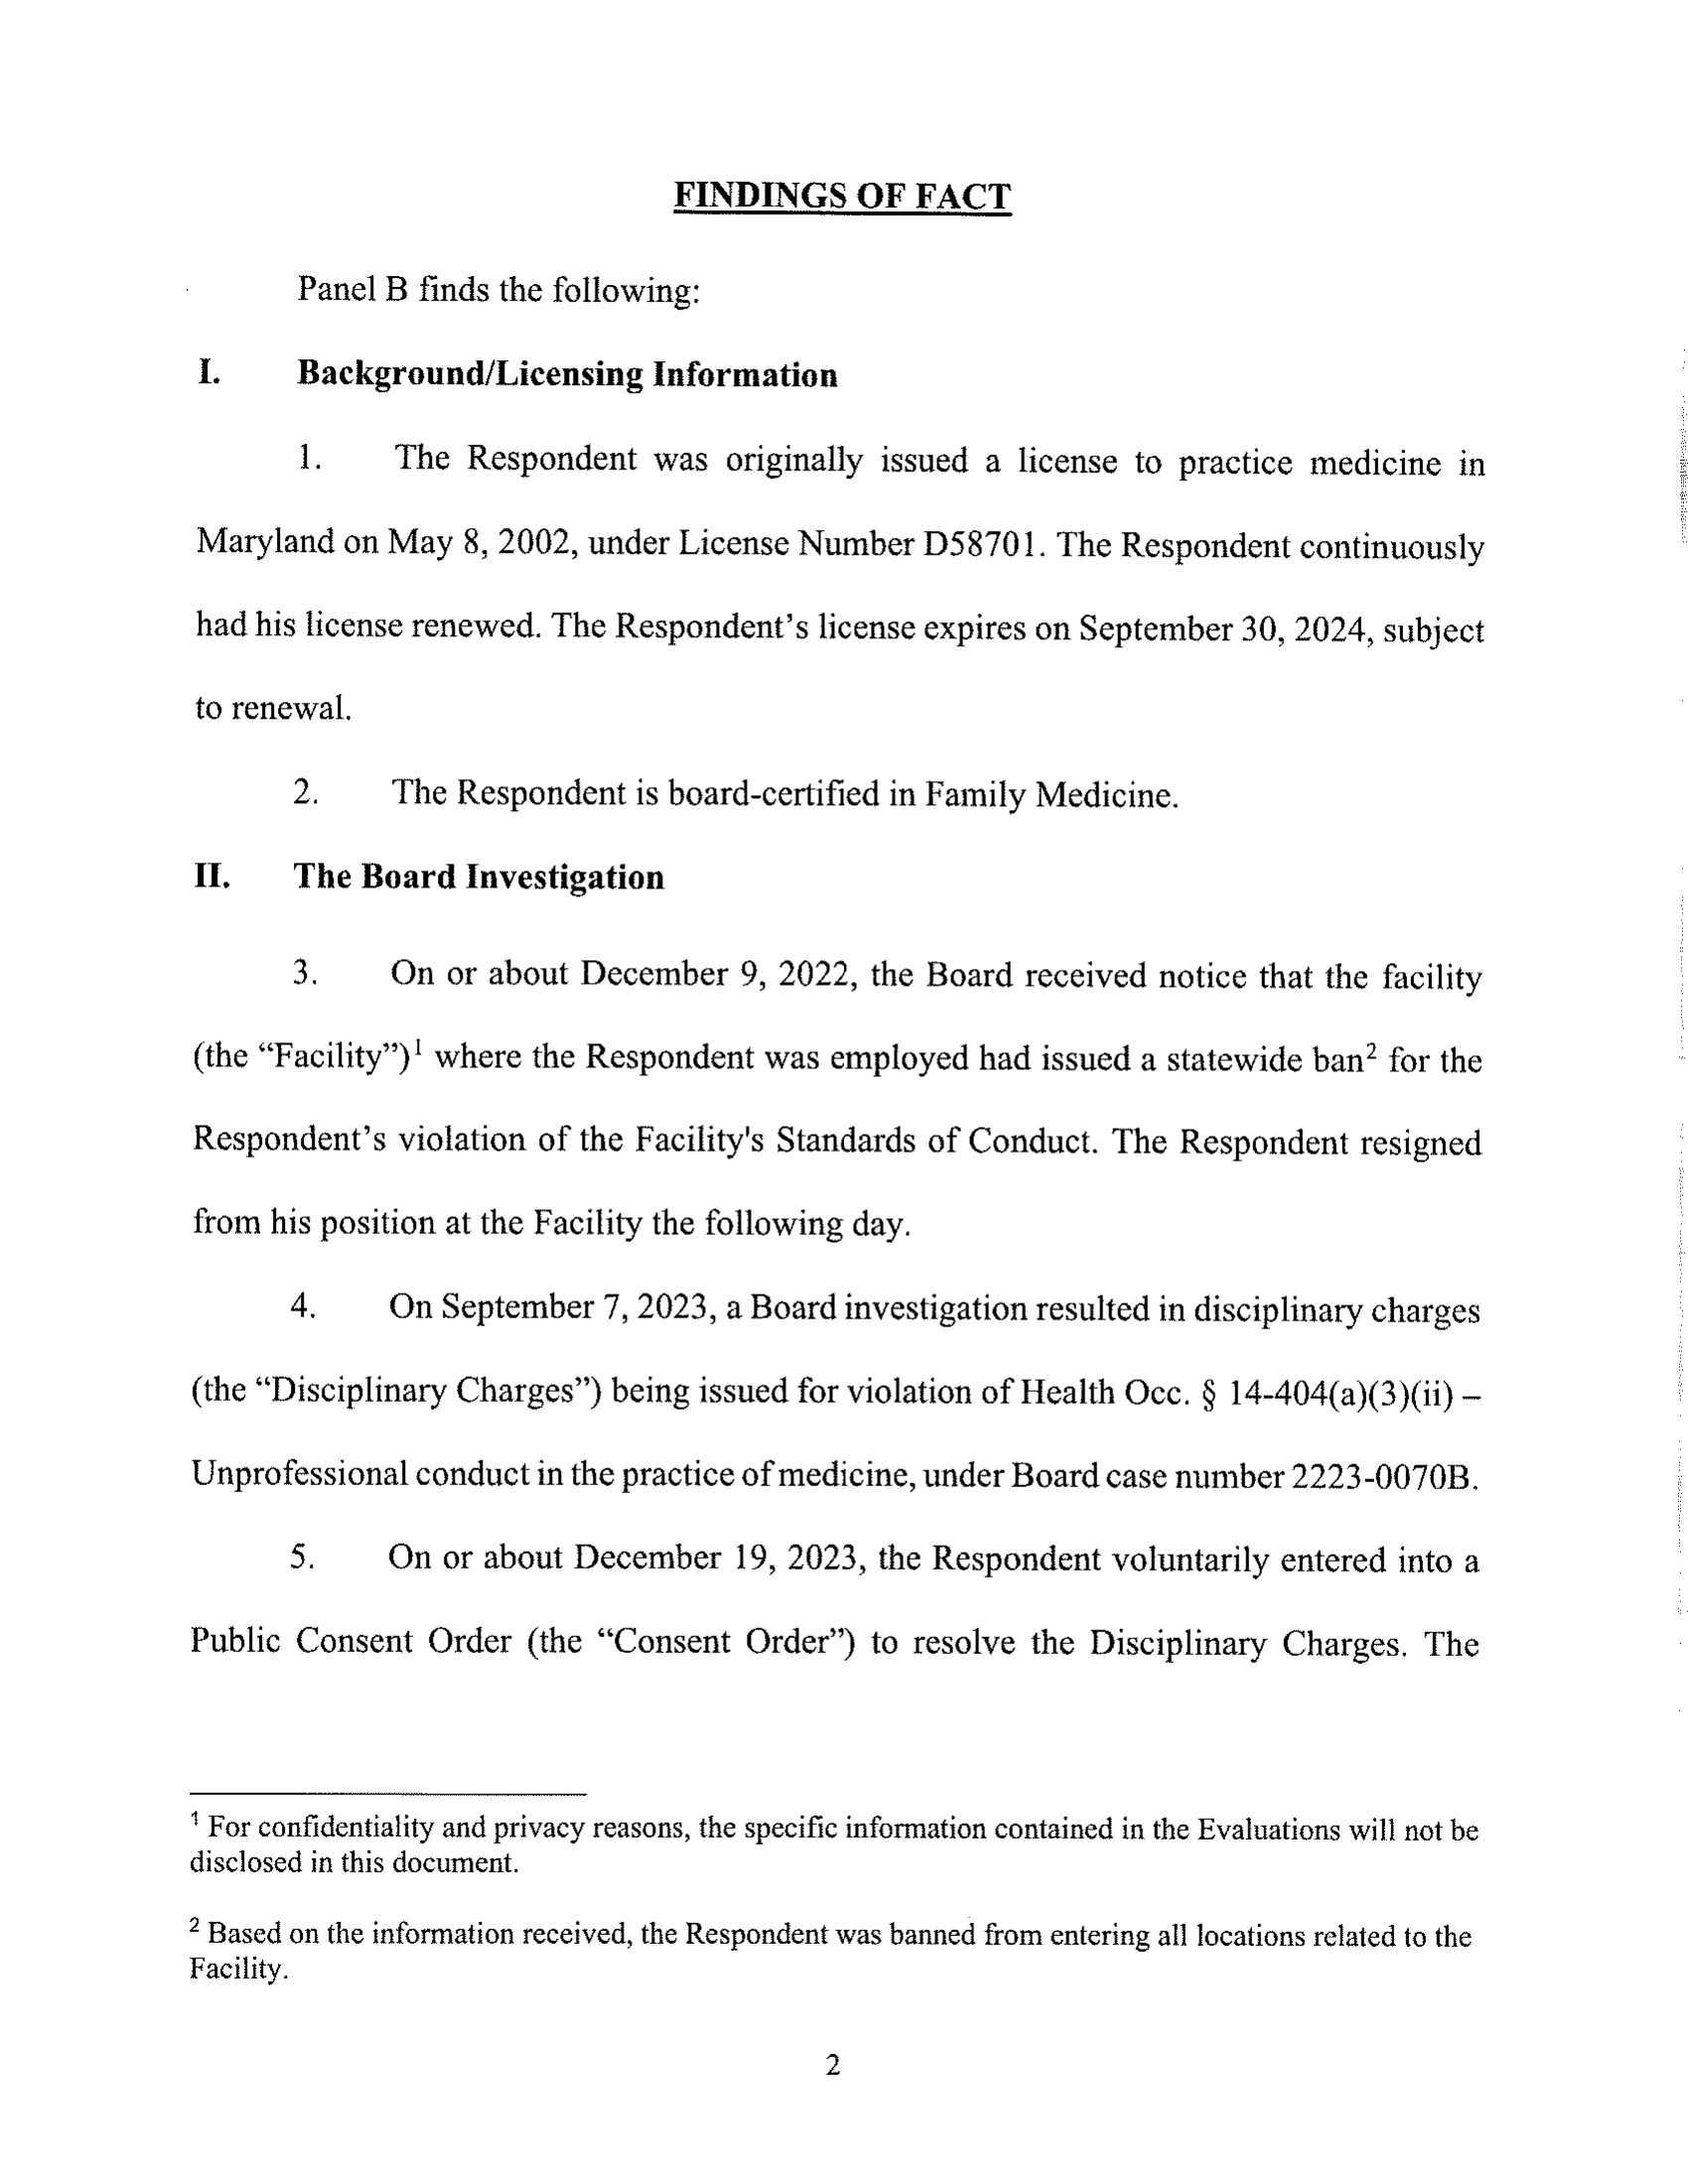 FINDINGS OF FACT
Panel B finds the following:
I. Background/Licensing Information
1. The Respondent was originally issued a license to practice medicine in
Maryland on May 8, 2002, under License Number D58701. The Respondent continuously
had his license renewed. The Respondent’s license expires on September 30, 2024, subject
to renewal.
2. The Respondent is board-certified in Family Medicine.
II. The Board Investigation
3. On or about December 9, 2022, the Board received notice that the facility
(the “Facility”)¹ where the Respondent was employed had issued a statewide ban² for the
Respondent’s violation of the Facility's Standards of Conduct. The Respondent resigned
from his position at the Facility the following day.
4. On September 7, 2023, a Board investigation resulted in disciplinary charges
(the “Disciplinary Charges”) being issued for violation of Health Occ. § 14-404(a)(3)(ii) –
Unprofessional conduct in the practice of medicine, under Board case number 2223-0070B.
5. On or about December 19, 2023, the Respondent voluntarily entered into a
Public Consent Order (the “Consent Order”) to resolve the Disciplinary Charges. The
¹ For confidentiality and privacy reasons, the specific information contained in the Evaluations will not be
disclosed in this document.
² Based on the information received, the Respondent was banned from entering all locations related to the
Facility.
2